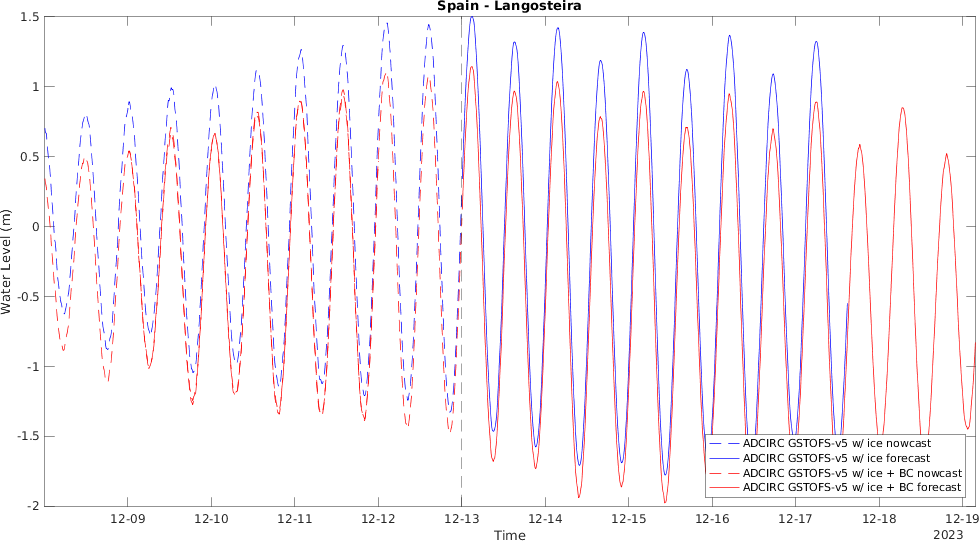 Spain - Langosteira
1.5
1
0.5
0
-0.5
-1
-1.5
-2
Water Level (m)
ADCIRC GSTOFS-v5 w/ ice nowcast
ADCIRC GSTOFS-v5 w/ ice forecast
ADCIRC GSTOFS-v5 w/ ice + BC nowcast
ADCIRC GSTOFS-v5 w/ ice + BC forecast
12-09 12-10 12-11 12-12 12-13 12-14 12-15 12-16 12-17 12-18 12-19
Time 2023